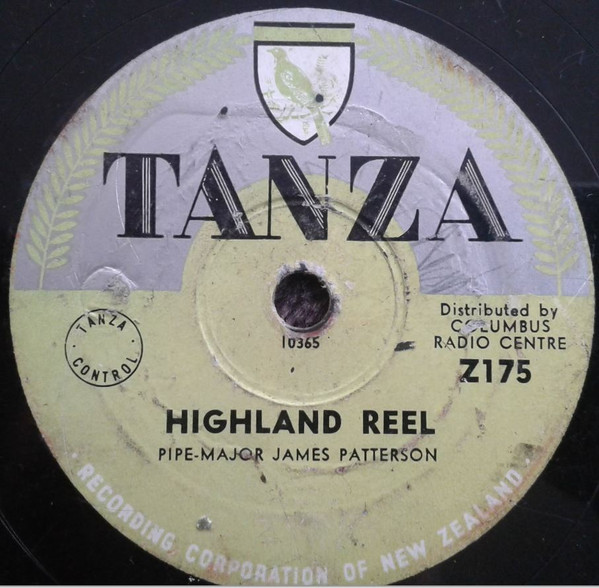 TANZA
· TANZA · CONTROL
10365
Distributed by
COLUMBUS
RADIO CENTRE
Z175
HIGHLAND REEL
PIPE-MAJOR JAMES PATTERSON
· RECORDING CORPORATION OF NEW ZEALAND ·